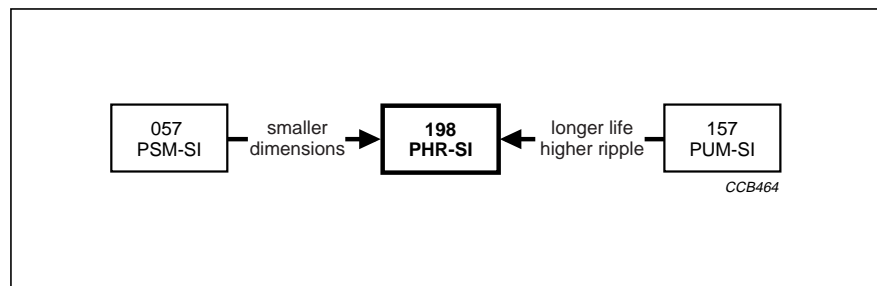 057
PSM-SI
smaller
dimensions
198
PHR-SI
longer life
higher ripple
157
PUM-SI
CCB464